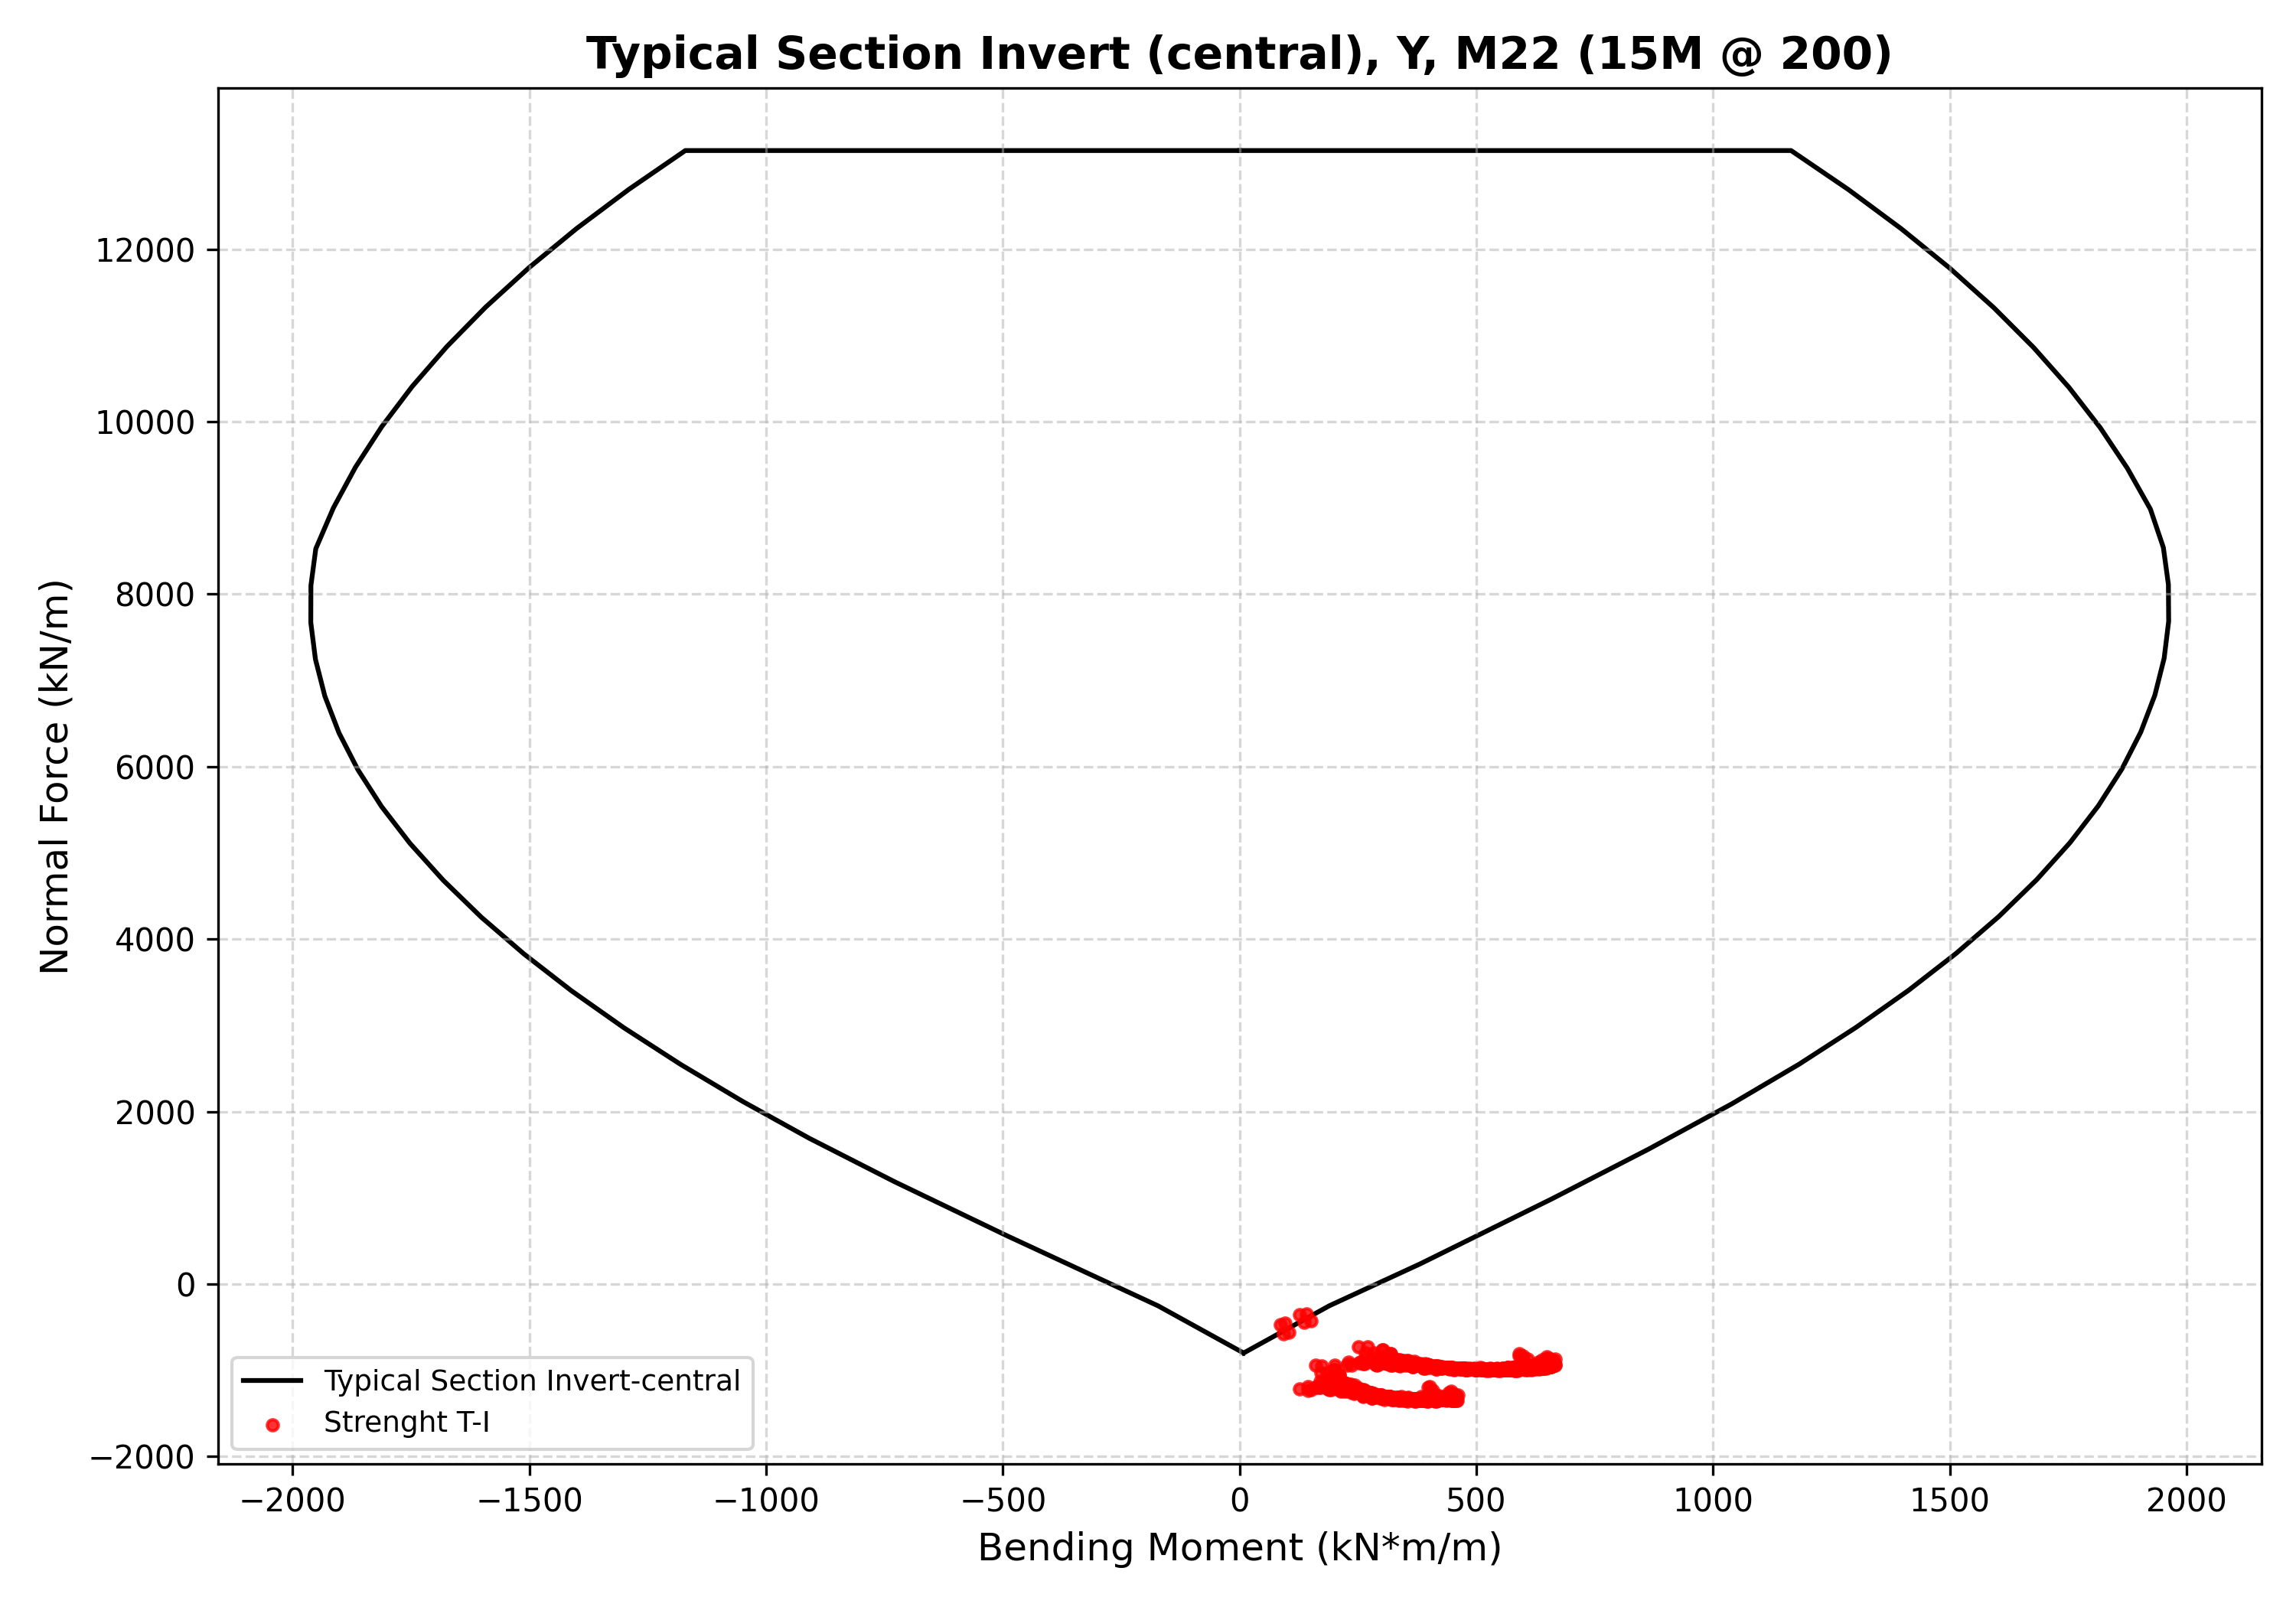 Typical Section Invert (central), Y, M22 (15M @ 200)
Normal Force (kN/m)
12000
10000
8000
6000
4000
2000
0
−2000
Typical Section Invert-central
Strenght T-I
−2000 −1500 −1000 −500 0 500 1000 1500 2000
Bending Moment (kN*m/m)